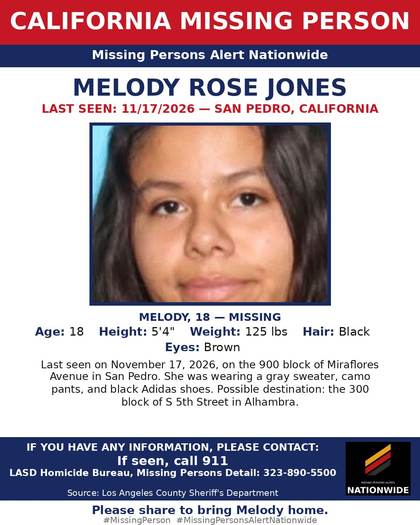 CALIFORNIA MISSING PERSON
Missing Persons Alert Nationwide
MELODY ROSE JONES
LAST SEEN: 11/17/2026 — SAN PEDRO, CALIFORNIA
MELODY, 18 — MISSING
Age: 18 Height: 5'4" Weight: 125 lbs Hair: Black
Eyes: Brown
Last seen on November 17, 2026, on the 900 block of Miraflores
Avenue in San Pedro. She was wearing a gray sweater, camo
pants, and black Adidas shoes. Possible destination: the 300
block of S 5th Street in Alhambra.
IF YOU HAVE ANY INFORMATION, PLEASE CONTACT:
If seen, call 911
LASD Homicide Bureau, Missing Persons Detail: 323-890-5500
Source: Los Angeles County Sheriff's Department
MISSING PERSONS ALERT
NATIONWIDE
Please share to bring Melody home.
#MissingPerson #MissingPersonsAlertNationwide